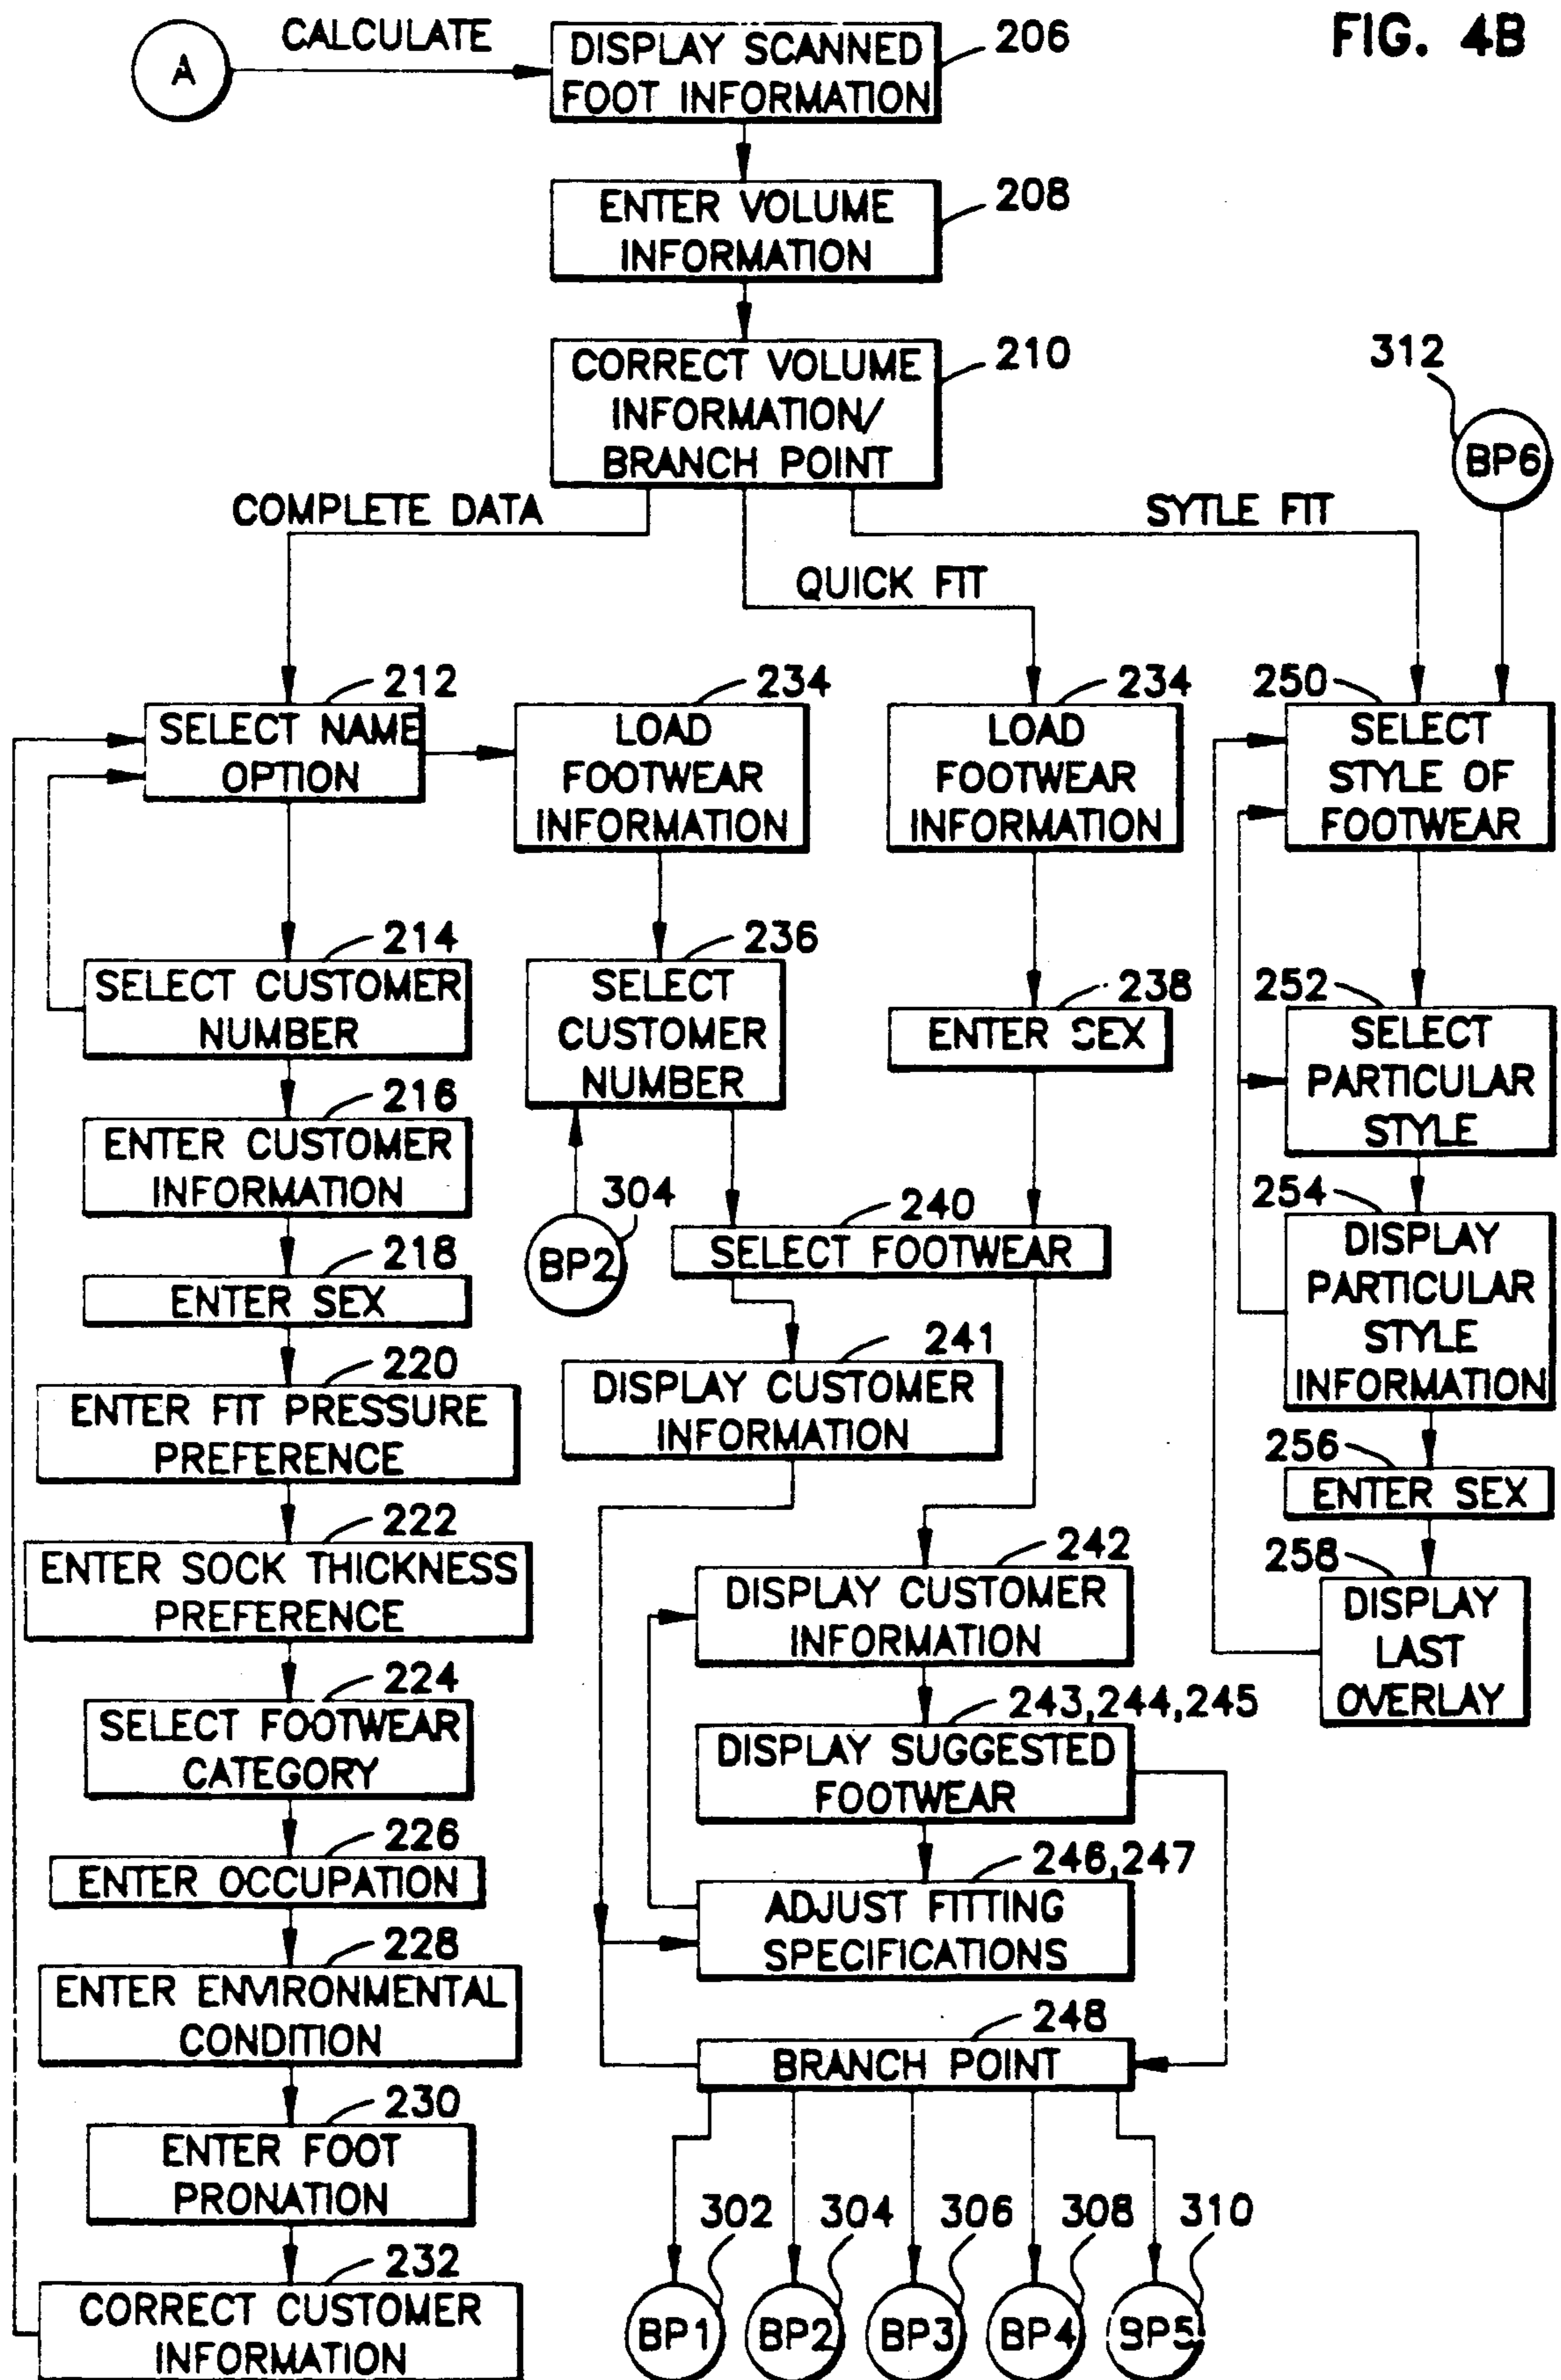 FIG. 4B
A
CALCULATE
DISPLAY SCANNED
FOOT INFORMATION
206
ENTER VOLUME
INFORMATION
208
CORRECT VOLUME
INFORMATION/
BRANCH POINT
210
312
BP6
COMPLETE DATA
QUICK FIT
SYTLE FIT
212
SELECT NAME
OPTION
214
SELECT CUSTOMER
NUMBER
216
ENTER CUSTOMER
INFORMATION
218
ENTER SEX
220
ENTER FIT PRESSURE
PREFERENCE
222
ENTER SOCK THICKNESS
PREFERENCE
224
SELECT FOOTWEAR
CATEGORY
226
ENTER OCCUPATION
228
ENTER ENVIRONMENTAL
CONDITION
230
ENTER FOOT
PRONATION
232
CORRECT CUSTOMER
INFORMATION
234
LOAD
FOOTWEAR
INFORMATION
236
SELECT
CUSTOMER
NUMBER
304
BP2
234
LOAD
FOOTWEAR
INFORMATION
238
ENTER SEX
240
SELECT FOOTWEAR
241
DISPLAY CUSTOMER
INFORMATION
242
DISPLAY CUSTOMER
INFORMATION
243,244,245
DISPLAY SUGGESTED
FOOTWEAR
246,247
ADJUST FITTING
SPECIFICATIONS
248
BRANCH POINT
302
BP1
304
BP2
306
BP3
308
BP4
310
BP5
250
SELECT
STYLE OF
FOOTWEAR
252
SELECT
PARTICULAR
STYLE
254
DISPLAY
PARTICULAR
STYLE
INFORMATION
256
ENTER SEX
258
DISPLAY
LAST
OVERLAY